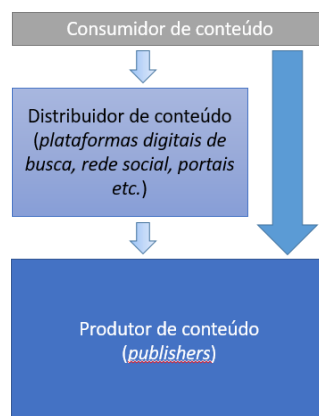 Consumidor de conteúdo
Distribuidor de conteúdo
(plataformas digitais de
busca, rede social, portais
etc.)
Produtor de conteúdo
(publishers)